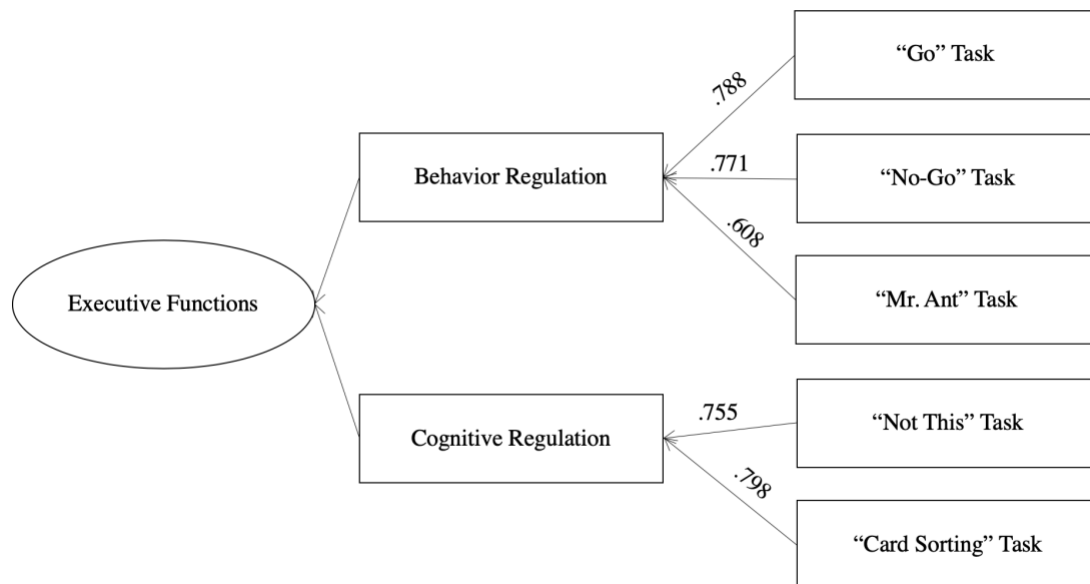 “Go” Task
.788
Behavior Regulation
.771
“No-Go” Task
.608
Executive Functions
“Mr. Ant” Task
“Not This” Task
.755
Cognitive Regulation
.798
“Card Sorting” Task